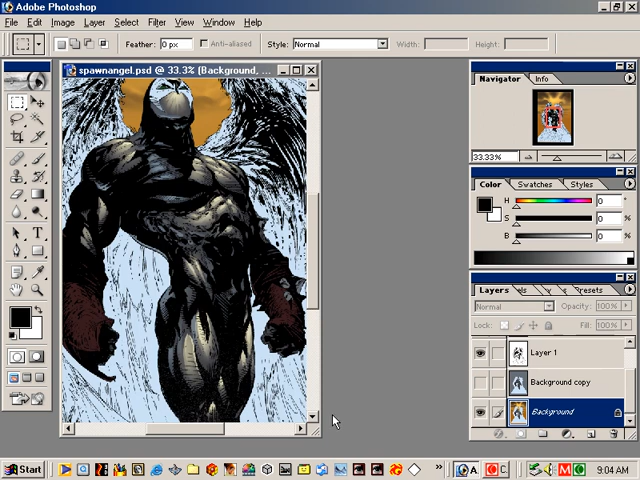 Adobe Photoshop
File Edit Image Layer Select Filter View Window Help
Feather: 0 px Anti-aliased Style: Normal Width: Height:
spawnangel.psd @ 33.3% (Background, ...
Navigator Info
33.33%
Color Swatches Styles
H 0 °
S 0 %
B 0 %
Layers els resets
Normal Opacity: 100%
Lock: Fill: 100%
Layer 1
Background copy
Background
Start » A. C. 9:04 AM